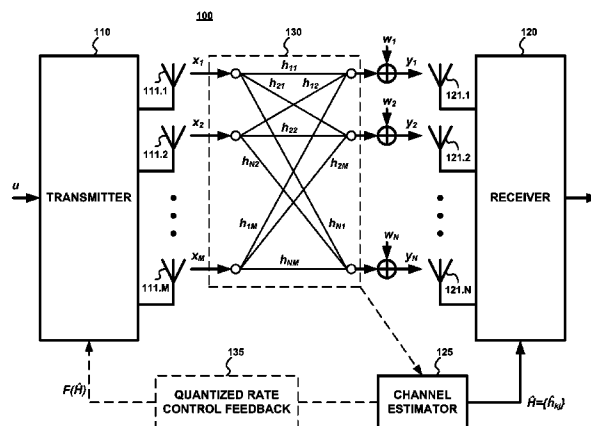 100
110
130
120
TRANSMITTER
RECEIVER
u
111.1
111.2
111.M
x1
x2
xM
h11
h21
h12
h22
hN2
h2M
h1M
hN1
hNM
w1
w2
wN
y1
y2
yN
121.1
121.2
121.N
135
125
F(Ĥ)
QUANTIZED RATE
CONTROL FEEDBACK
CHANNEL
ESTIMATOR
Ĥ={ĥkj}